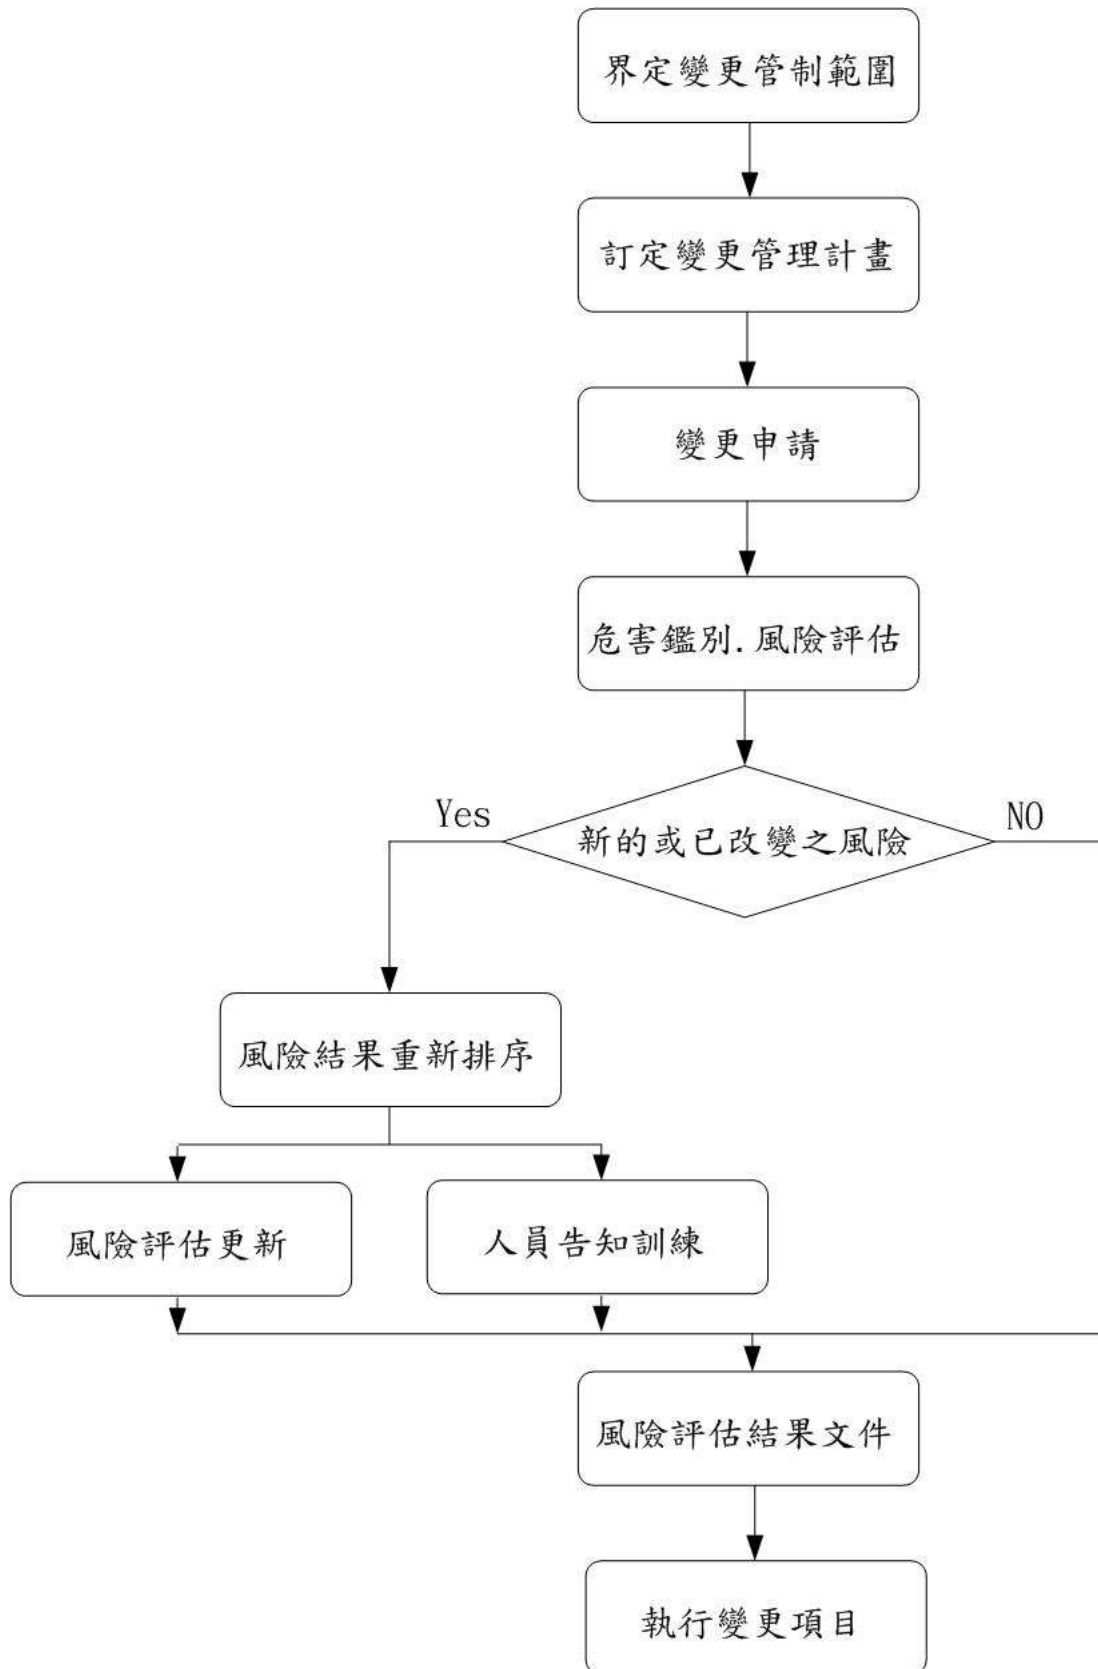 界定變更管制範圍
訂定變更管理計畫
變更申請
危害鑑別.風險評估
Yes
新的或已改變之風險
NO
風險結果重新排序
風險評估更新
人員告知訓練
風險評估結果文件
執行變更項目